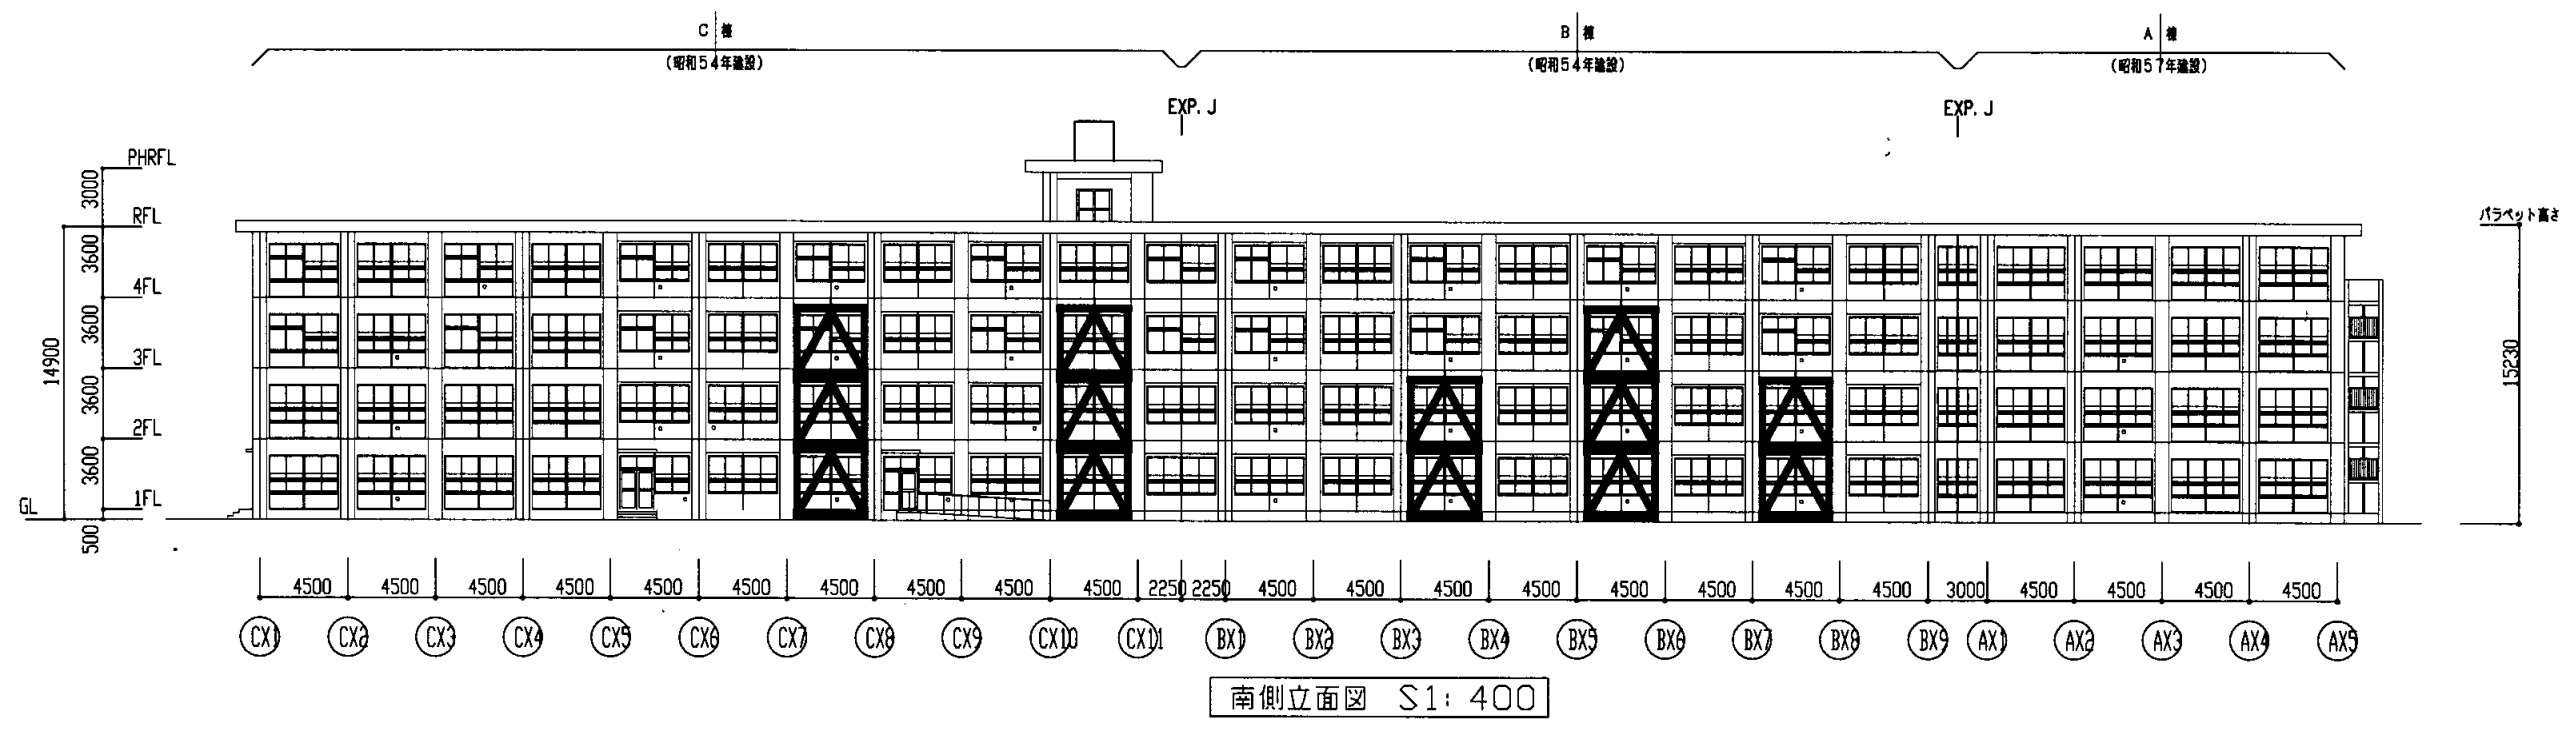 C 棟 B 棟 A 棟
(昭和54年建設) (昭和54年建設) (昭和57年建設)
EXP. J EXP. J
PHRFL
3000
RFL
パラペット高さ
3600
4FL
3600
3FL
14900
15230
3600
2FL
3600
1FL
GL
500
4500 4500 4500 4500 4500 4500 4500 4500 4500 4500 2250 2250 4500 4500 4500 4500 4500 4500 4500 4500 3000 4500 4500 4500 4500
CX1 CX2 CX3 CX4 CX5 CX6 CX7 CX8 CX9 CX10 CX11 BX1 BX2 BX3 BX4 BX5 BX6 BX7 BX8 BX9 AX1 AX2 AX3 AX4 AX5
南側立面図 S1:400